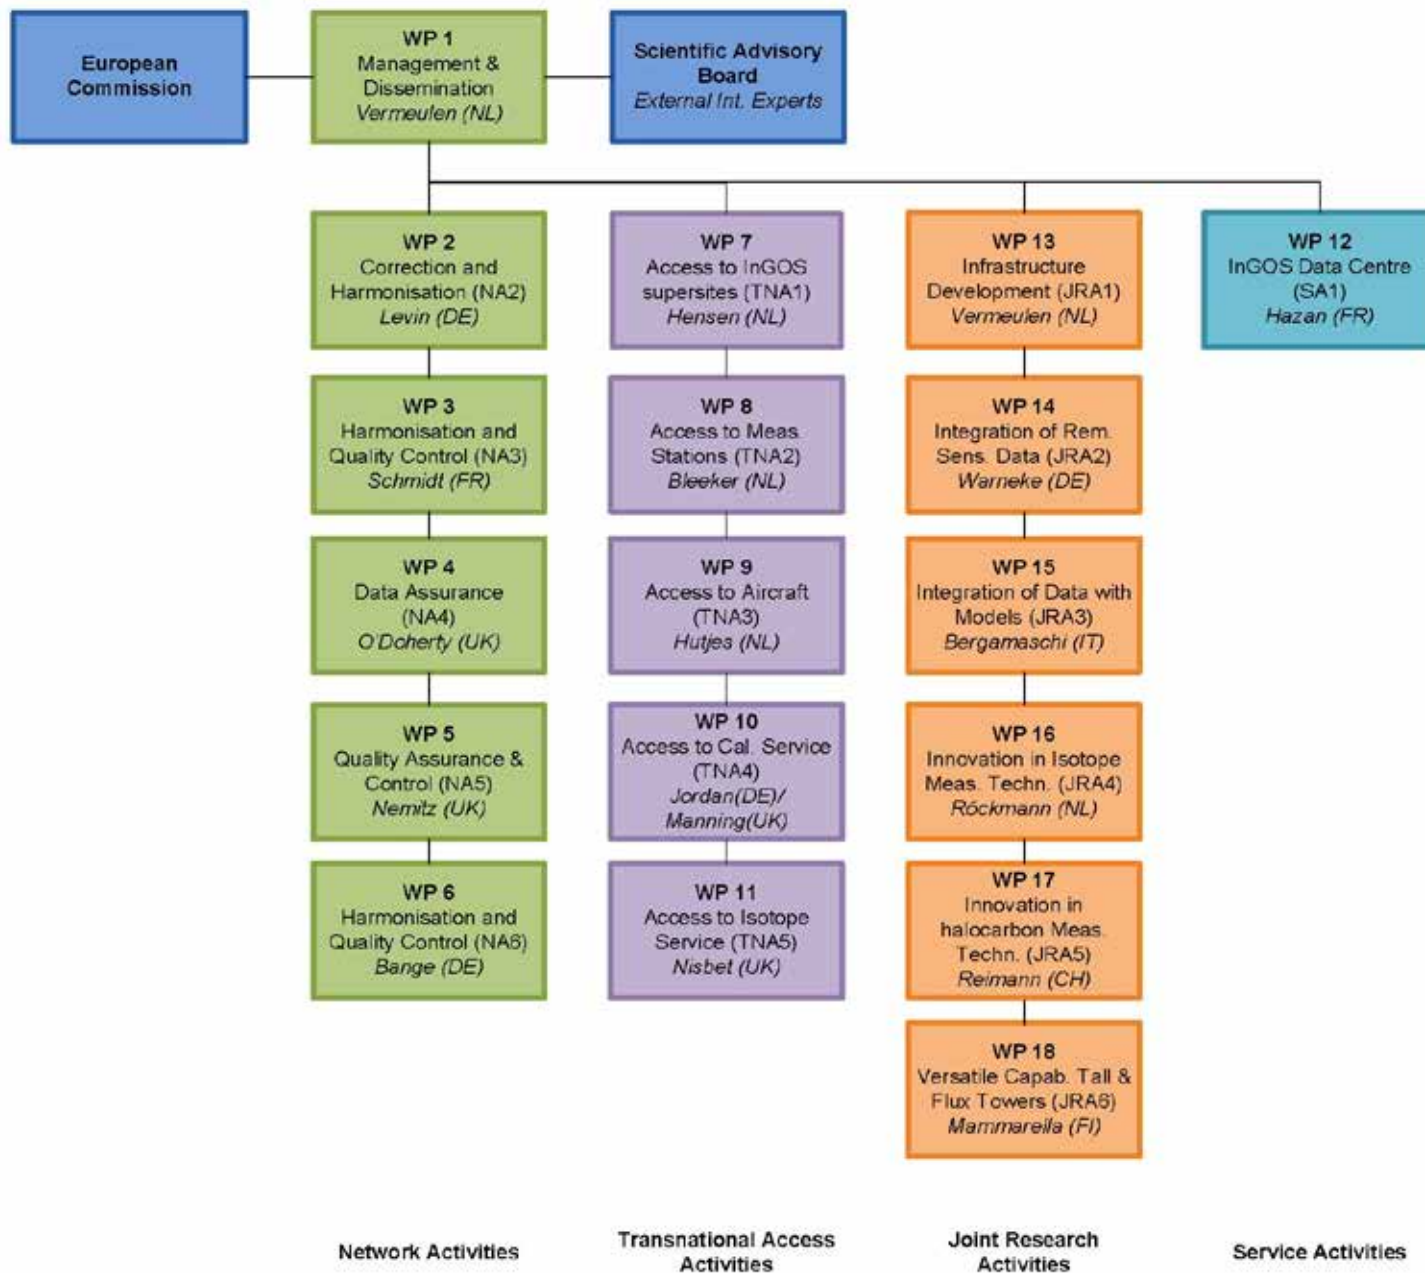 European
Commission
WP 1
Management &
Dissemination
Vermeulen (NL)
Scientific Advisory
Board
External Int. Experts
WP 2
Correction and
Harmonisation (NA2)
Levin (DE)
WP 3
Harmonisation and
Quality Control (NA3)
Schmidt (FR)
WP 4
Data Assurance
(NA4)
O'Doherty (UK)
WP 5
Quality Assurance &
Control (NA5)
Nemitz (UK)
WP 6
Harmonisation and
Quality Control (NA6)
Bange (DE)
Network Activities
WP 7
Access to InGOS
supersites (TNA1)
Hensen (NL)
WP 8
Access to Meas.
Stations (TNA2)
Bleeker (NL)
WP 9
Access to Aircraft
(TNA3)
Hutjes (NL)
WP 10
Access to Cal. Service
(TNA4)
Jordan(DE)/
Manning(UK)
WP 11
Access to Isotope
Service (TNA5)
Nisbet (UK)
Transnational Access
Activities
WP 13
Infrastructure
Development (JRA1)
Vermeulen (NL)
WP 14
Integration of Rem.
Sens. Data (JRA2)
Warneke (DE)
WP 15
Integration of Data with
Models (JRA3)
Bergamaschi (IT)
WP 16
Innovation in Isotope
Meas. Techn. (JRA4)
Röckmann (NL)
WP 17
Innovation in
halocarbon Meas.
Techn. (JRA5)
Reimann (CH)
WP 18
Versatile Capab. Tall &
Flux Towers (JRA6)
Mammarella (FI)
Joint Research
Activities
WP 12
InGOS Data Centre
(SA1)
Hazan (FR)
Service Activities